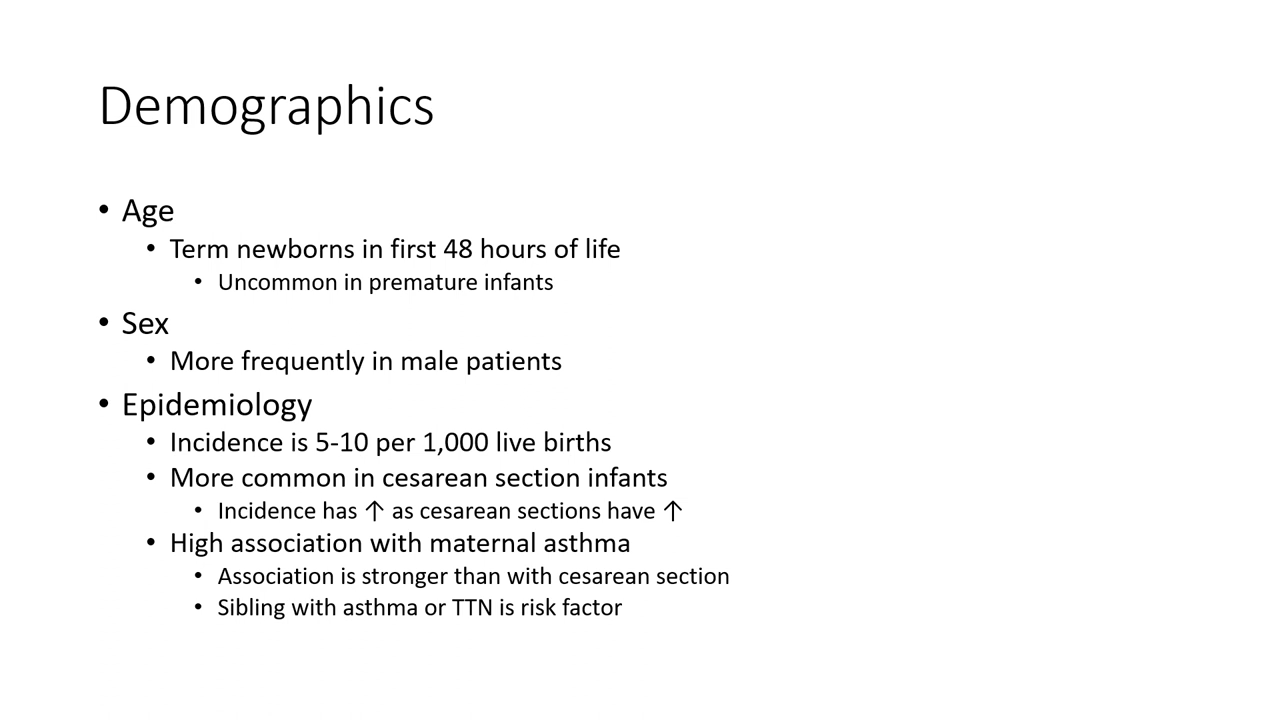 Demographics
• Age
• Term newborns in first 48 hours of life
• Uncommon in premature infants
• Sex
• More frequently in male patients
• Epidemiology
• Incidence is 5-10 per 1,000 live births
• More common in cesarean section infants
• Incidence has ↑ as cesarean sections have ↑
• High association with maternal asthma
• Association is stronger than with cesarean section
• Sibling with asthma or TTN is risk factor